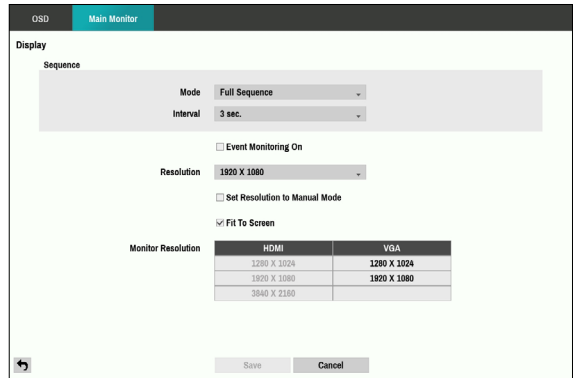 OSD Main Monitor
Display
Sequence
Mode Full Sequence
Interval 3 sec.
Event Monitoring On
Resolution 1920 X 1080
Set Resolution to Manual Mode
Fit To Screen
Monitor Resolution HDMI VGA
1280 X 1024 1280 X 1024
1920 X 1080 1920 X 1080
3840 X 2160
Save Cancel